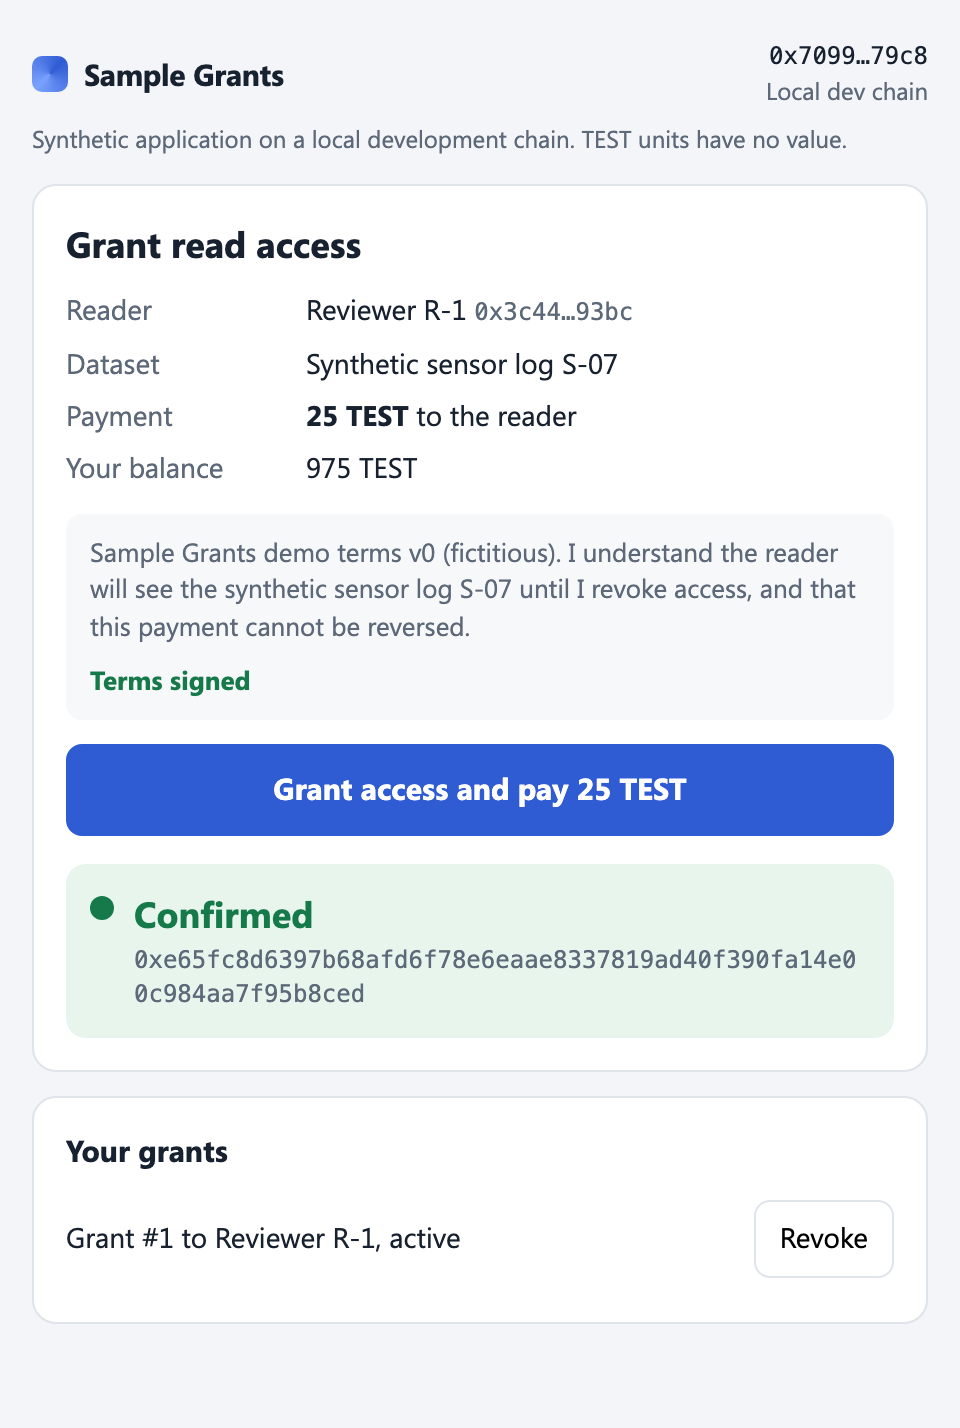 Sample Grants
0x7099…79c8
Local dev chain
Synthetic application on a local development chain. TEST units have no value.
Grant read access
Reader Reviewer R-1 0x3c44…93bc
Dataset Synthetic sensor log S-07
Payment 25 TEST to the reader
Your balance 975 TEST
Sample Grants demo terms v0 (fictitious). I understand the reader
will see the synthetic sensor log S-07 until I revoke access, and that
this payment cannot be reversed.
Terms signed
Grant access and pay 25 TEST
Confirmed
0xe65fc8d6397b68afd6f78e6eaae8337819ad40f390fa14e0
0c984aa7f95b8ced
Your grants
Grant #1 to Reviewer R-1, active
Revoke